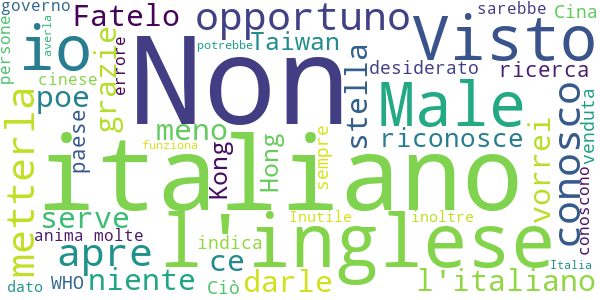 governo
Fatelo
opportuno
sarebbe
Cina
persone
averla
io
cinese
grazie
errore
potrebbe
Taiwan
Visto
desiderato
ricerca
Non
stella
poe
meno
Male
riconosce
conosco
venduta
metterla
paese
Kong
Hong
sempre
vorrei
conoscono
italiano
funziona
serve
l'inglese
Inutile
inoltre
anima molte
indica
apre
ce
Italia
dato
WHO
niente
Ciò
darle
l'italiano